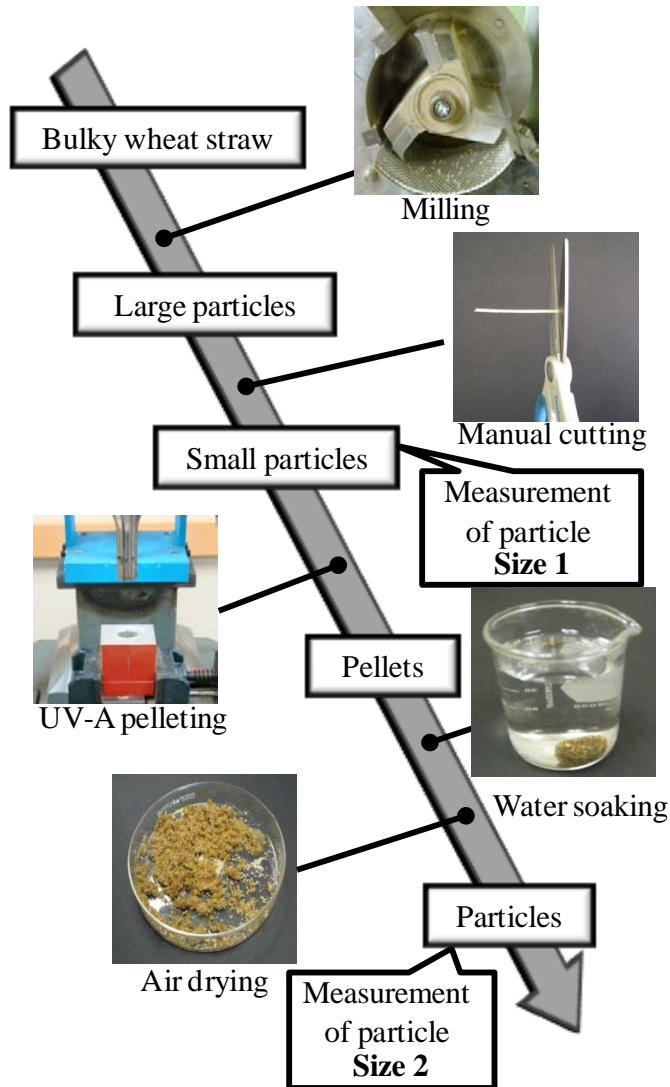 Bulky wheat straw
Milling
Large particles
Manual cutting
Small particles
Measurement
of particle
Size 1
UV-A pelleting
Pellets
Water soaking
Particles
Air drying
Measurement
of particle
Size 2